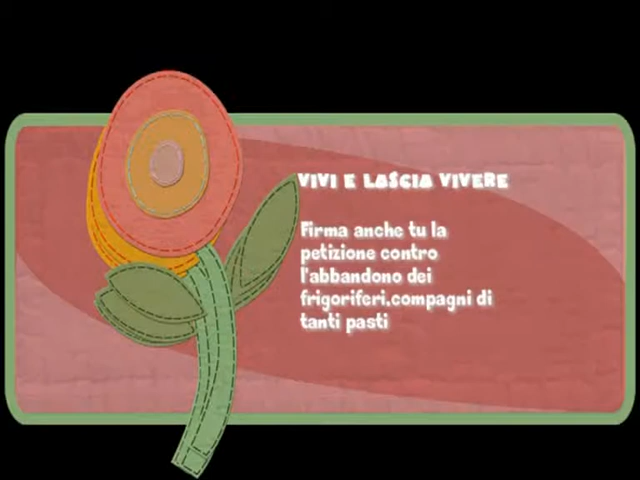 VIVI E LASCIA VIVERE
Firma anche tu la
petizione contro
l'abbandono dei
frigoriferi,compagni di
tanti pasti